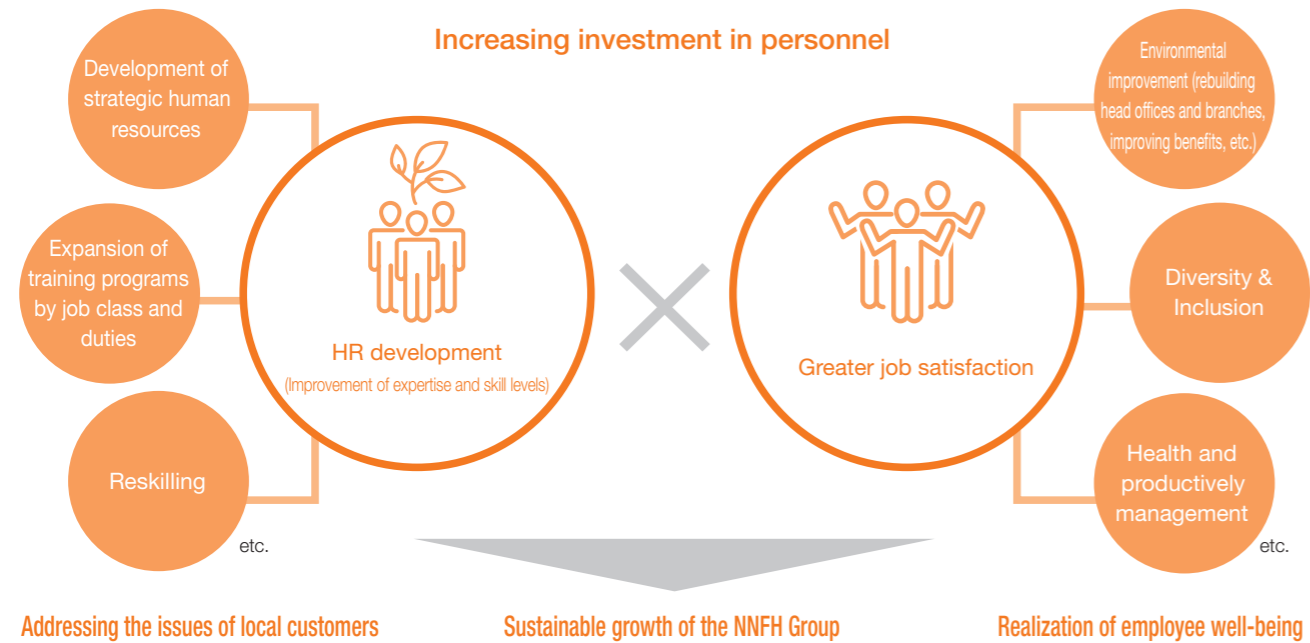 Increasing investment in personnel
Development of
strategic human
resources
Expansion of
training programs
by job class and
duties
Reskilling
etc.
HR development
(Improvement of expertise and skill levels)
Greater job satisfaction
Environmental
improvement (rebuilding
head offices and branches,
improving benefits, etc.)
Diversity &
Inclusion
Health and
productively
management
etc.
Addressing the issues of local customers
Sustainable growth of the NNFH Group
Realization of employee well-being